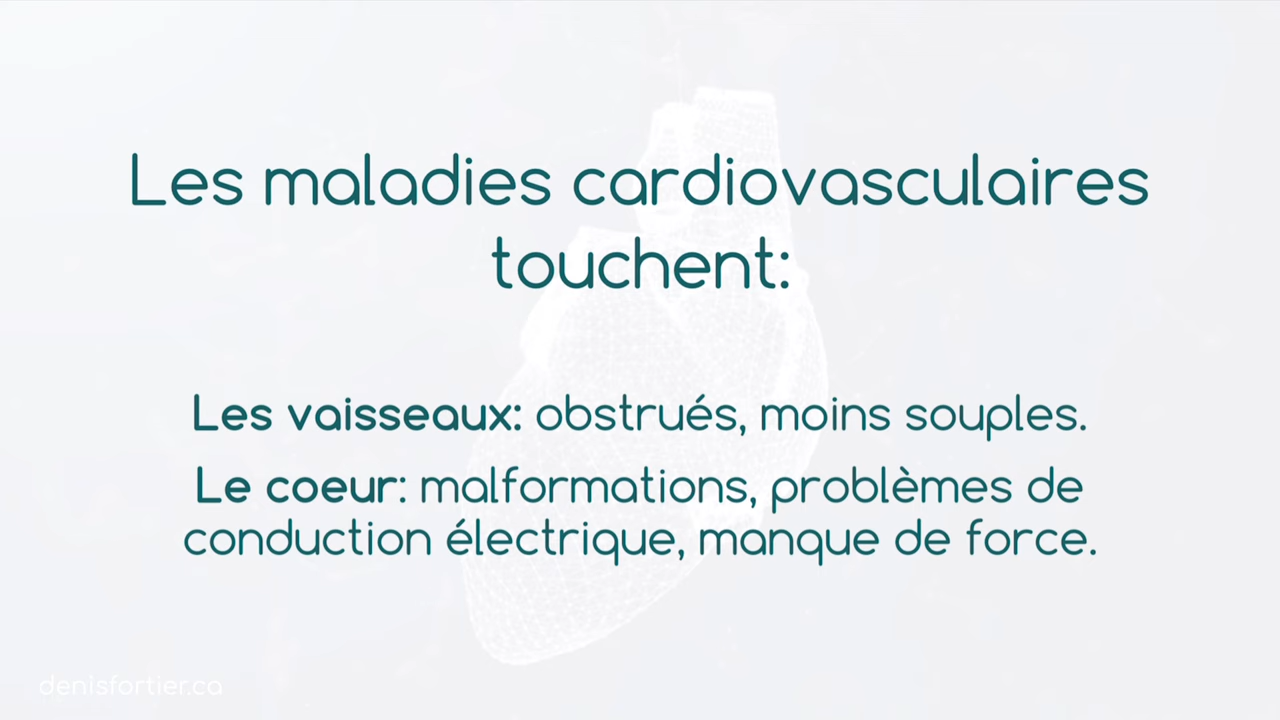 Les maladies cardiovasculaires
touchent:
Les vaisseaux: obstrués, moins souples.
Le coeur: malformations, problèmes de
conduction électrique, manque de force.
denisfortier.ca